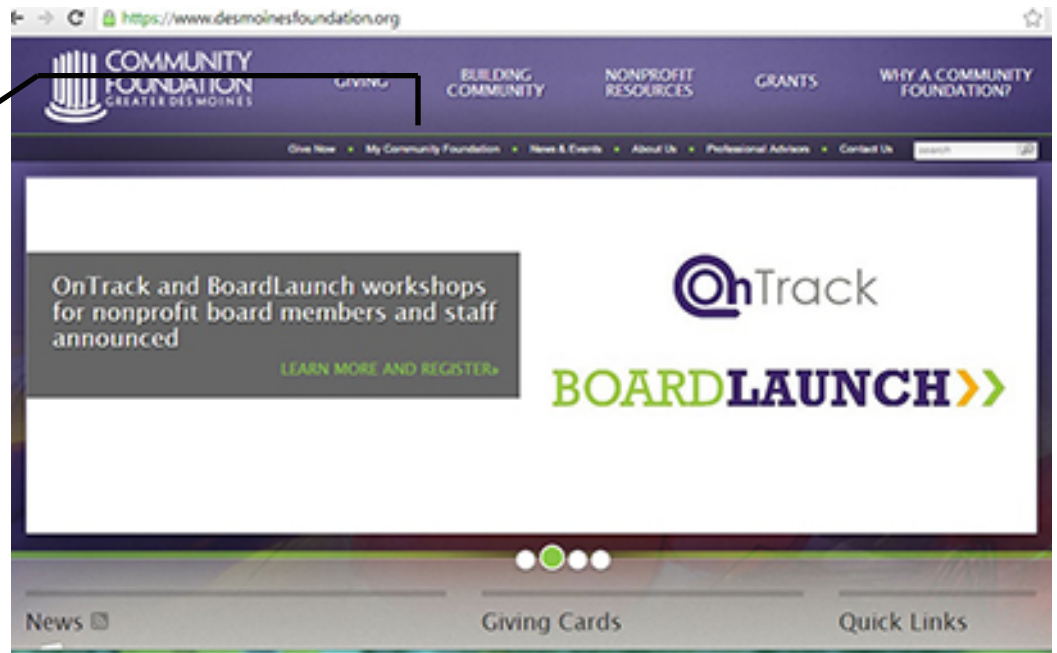 https://www.desmoinesfoundation.org
COMMUNITY
FOUNDATION
GREATER DES MOINES
GIVING
BUILDING
COMMUNITY
NONPROFIT
RESOURCES
GRANTS
WHY A COMMUNITY
FOUNDATION?
Give Now • My Community Foundation • News & Events • About Us • Professional Advisors • Contact Us
search
OnTrack and BoardLaunch workshops
for nonprofit board members and staff
announced
LEARN MORE AND REGISTER»
OnTrack
BOARDLAUNCH»
News
Giving Cards
Quick Links